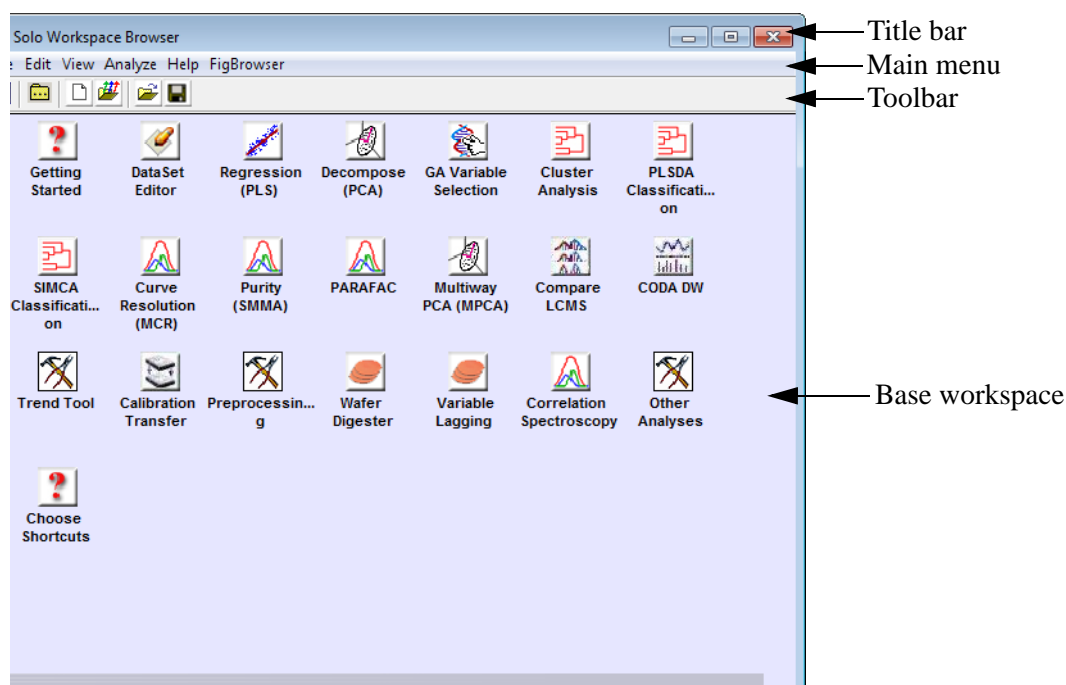 Solo Workspace Browser
Title bar
: Edit View Analyze Help FigBrowser
Main menu
Toolbar
Getting Started
DataSet Editor
Regression (PLS)
Decompose (PCA)
GA Variable Selection
Cluster Analysis
PLSDA Classificati... on
SIMCA Classificati... on
Curve Resolution (MCR)
Purity (SMMA)
PARAFAC
Multiway PCA (MPCA)
Compare LCMS
CODA DW
Trend Tool
Calibration Transfer
Preprocessin... g
Wafer Digester
Variable Lagging
Correlation Spectroscopy
Other Analyses
Base workspace
Choose Shortcuts